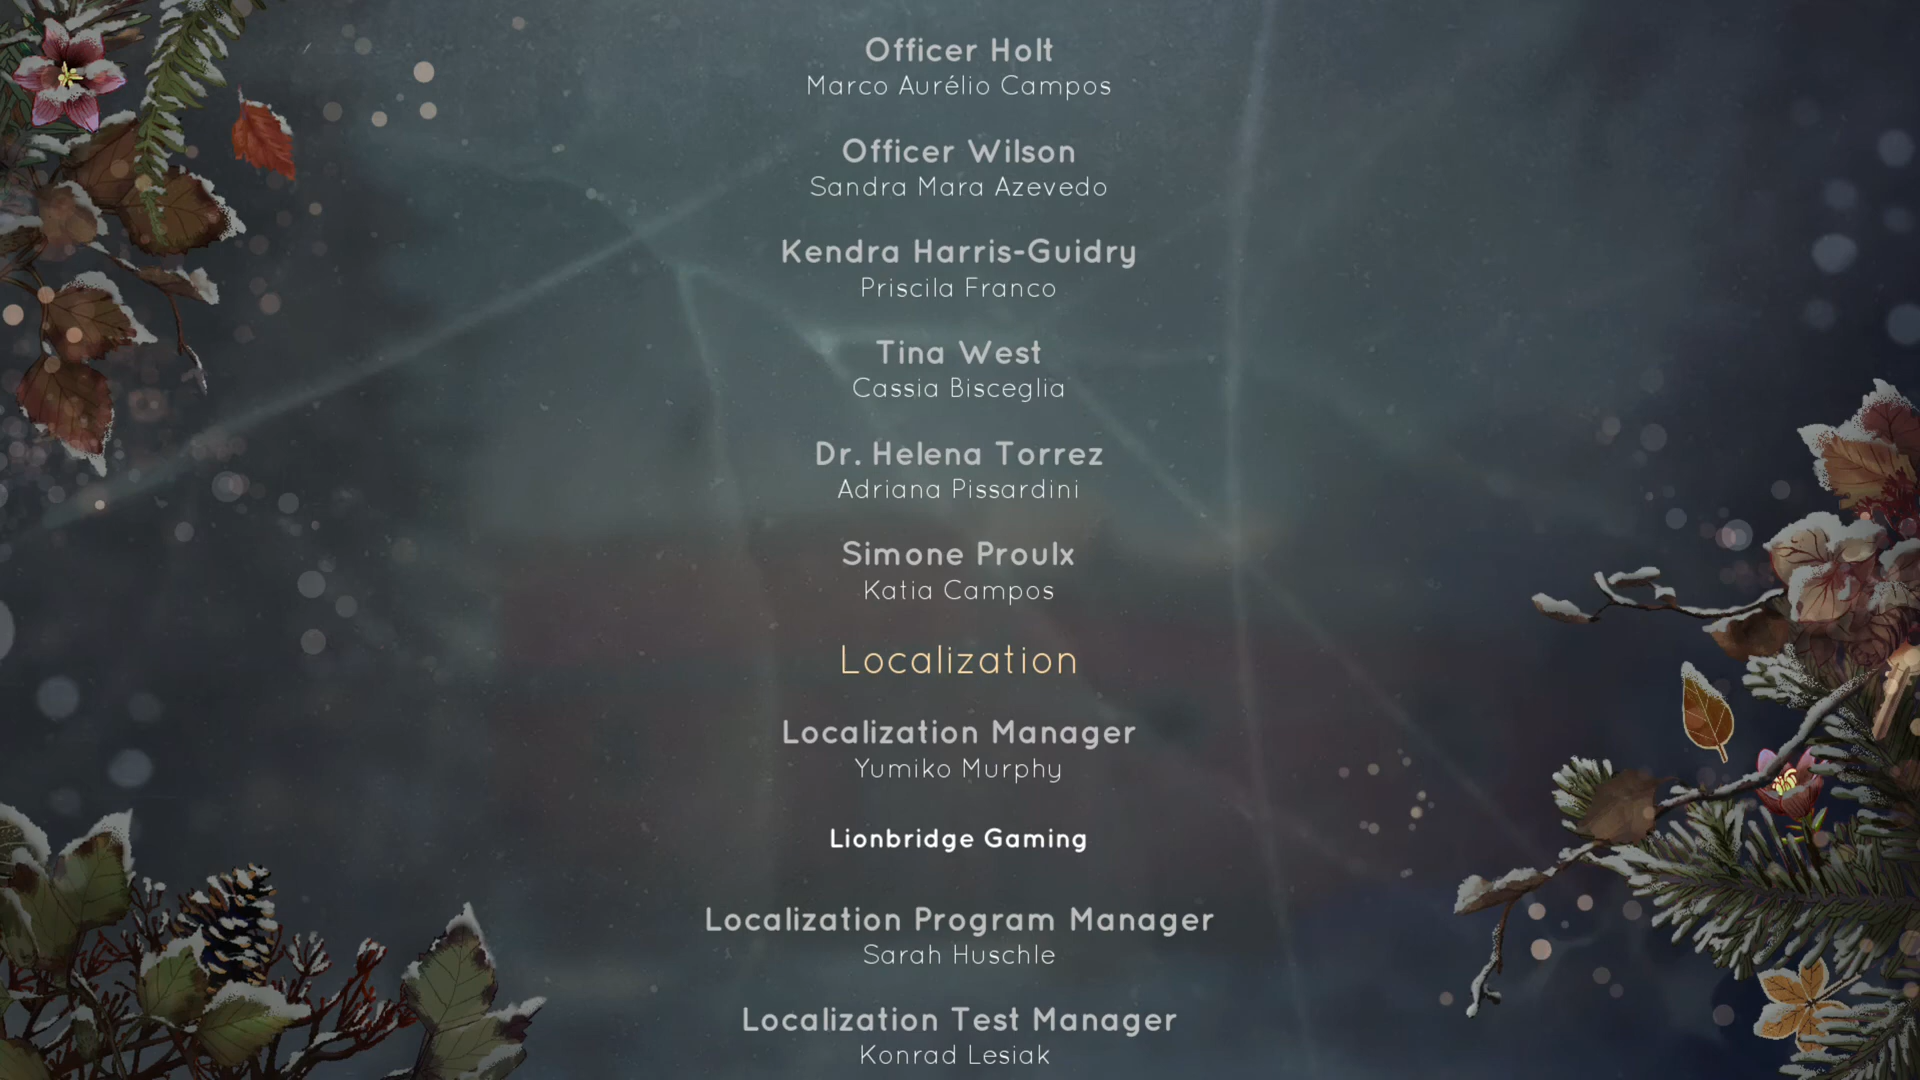 Officer Holt
Marco Aurélio Campos
Officer Wilson
Sandra Mara Azevedo
Kendra Harris-Guidry
Priscila Franco
Tina West
Cassia Bisceglia
Dr. Helena Torrez
Adriana Pissardini
Simone Proulx
Katia Campos
Localization
Localization Manager
Yumiko Murphy
Lionbridge Gaming
Localization Program Manager
Sarah Huschle
Localization Test Manager
Konrad Lesiak